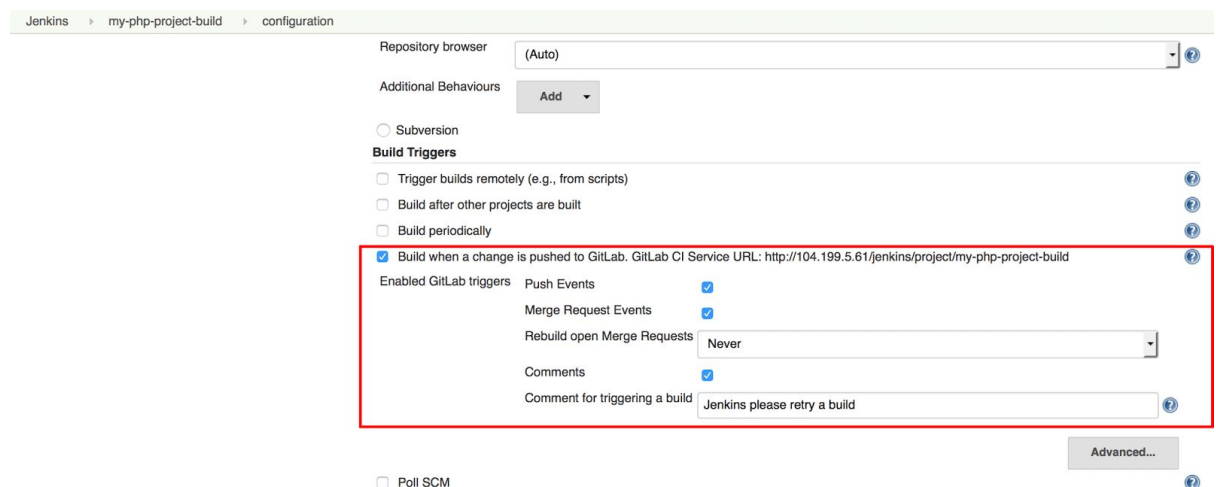 Jenkins my-php-project-build configuration
Repository browser (Auto)
Additional Behaviours Add
Subversion
Build Triggers
Trigger builds remotely (e.g., from scripts)
Build after other projects are built
Build periodically
Build when a change is pushed to GitLab. GitLab CI Service URL: http://104.199.5.61/jenkins/project/my-php-project-build
Enabled GitLab triggers Push Events
Merge Request Events
Rebuild open Merge Requests Never
Comments
Comment for triggering a build Jenkins please retry a build
Advanced...
Poll SCM